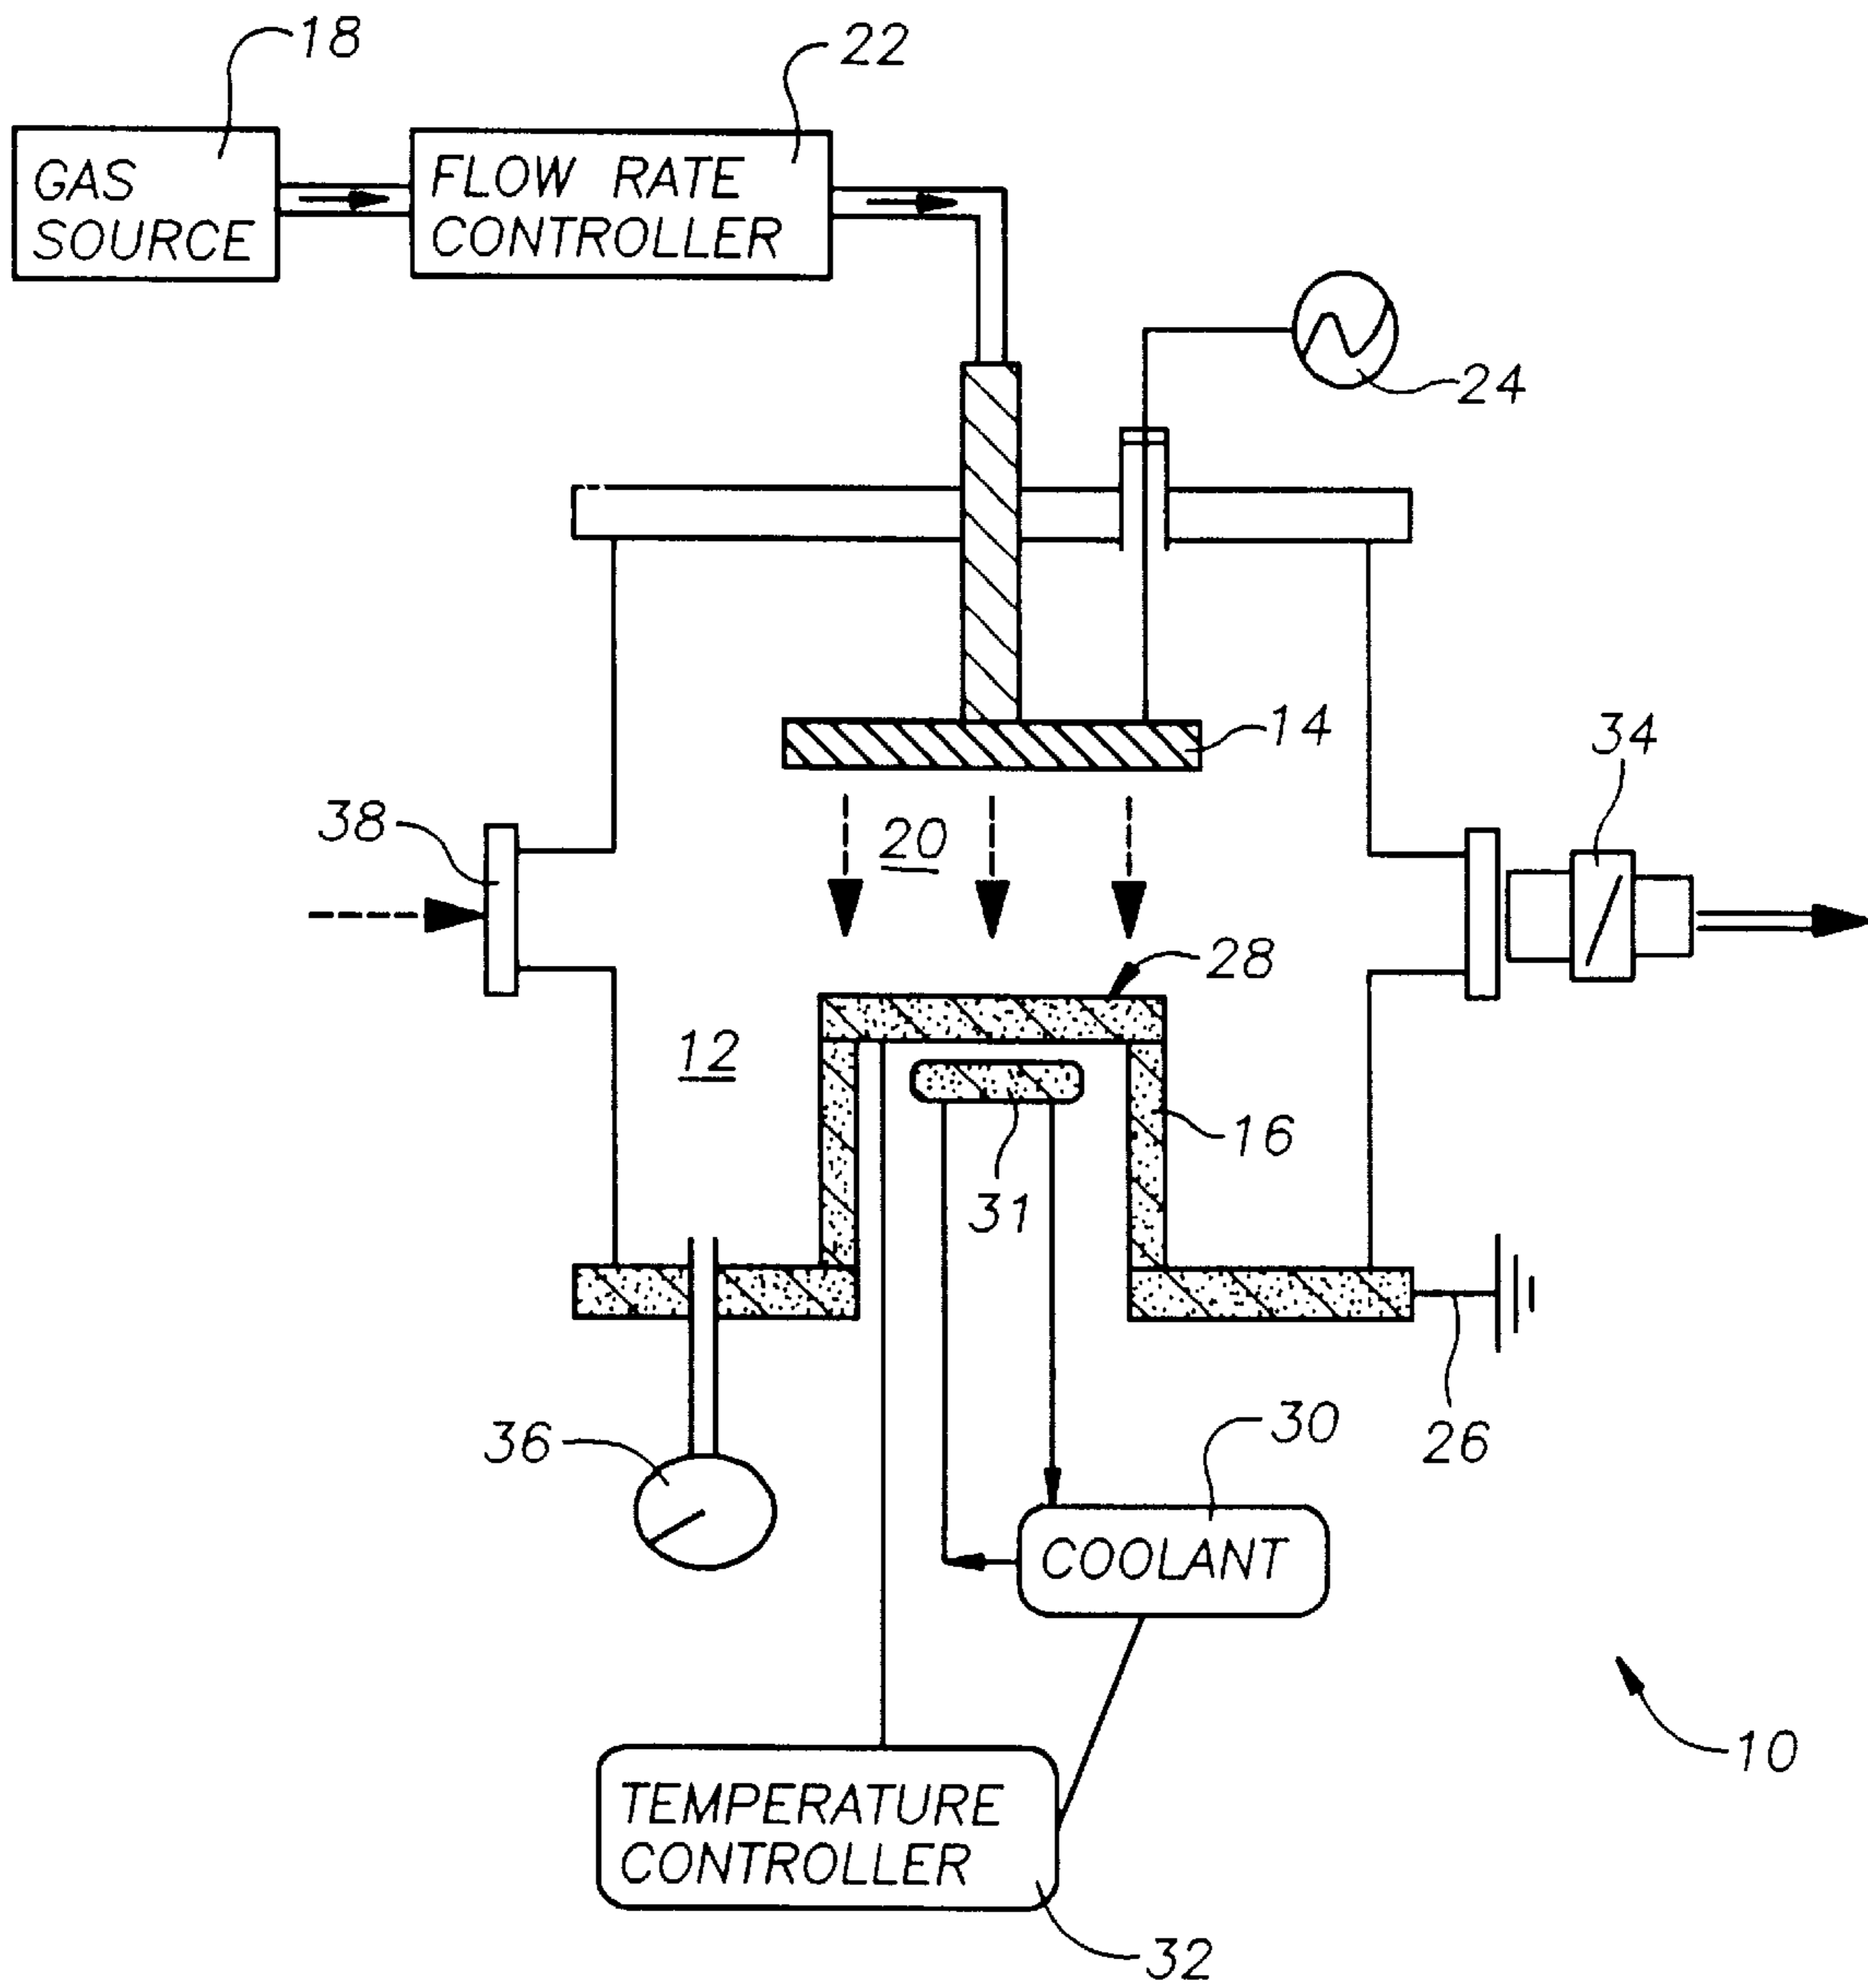 18
22
GAS
SOURCE
FLOW RATE
CONTROLLER
24
14
34
38
20
28
12
16
31
36
30
26
COOLANT
10
TEMPERATURE
CONTROLLER
32